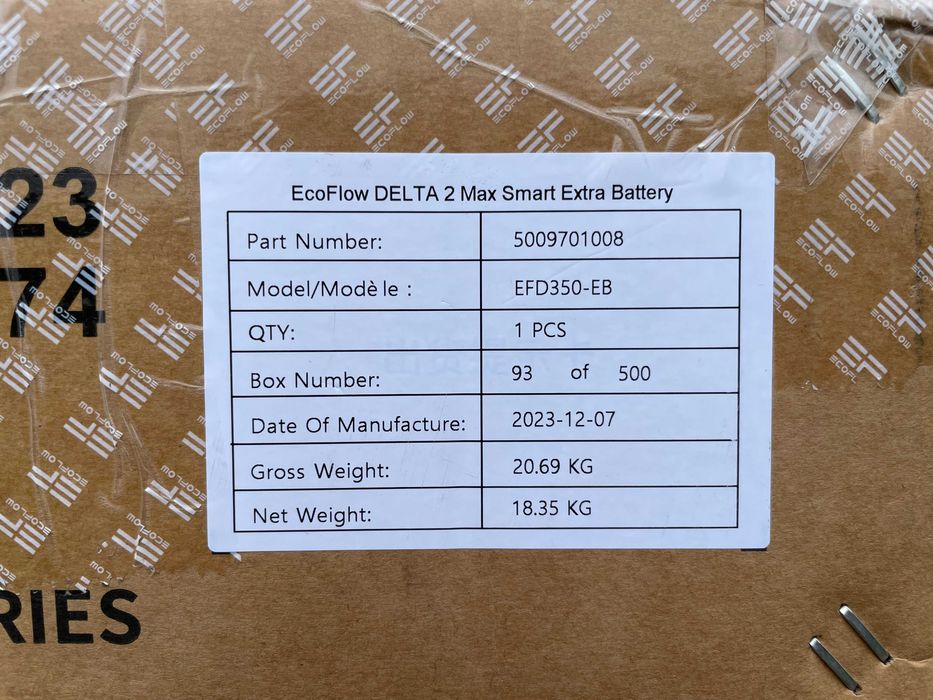 ECOFLOW
23
74
EcoFlow DELTA 2 Max Smart Extra Battery
Part Number: 5009701008
Model/Modèle : EFD350-EB
QTY: 1 PCS
Box Number: 93 of 500
Date Of Manufacture: 2023-12-07
Gross Weight: 20.69 KG
Net Weight: 18.35 KG
RIES